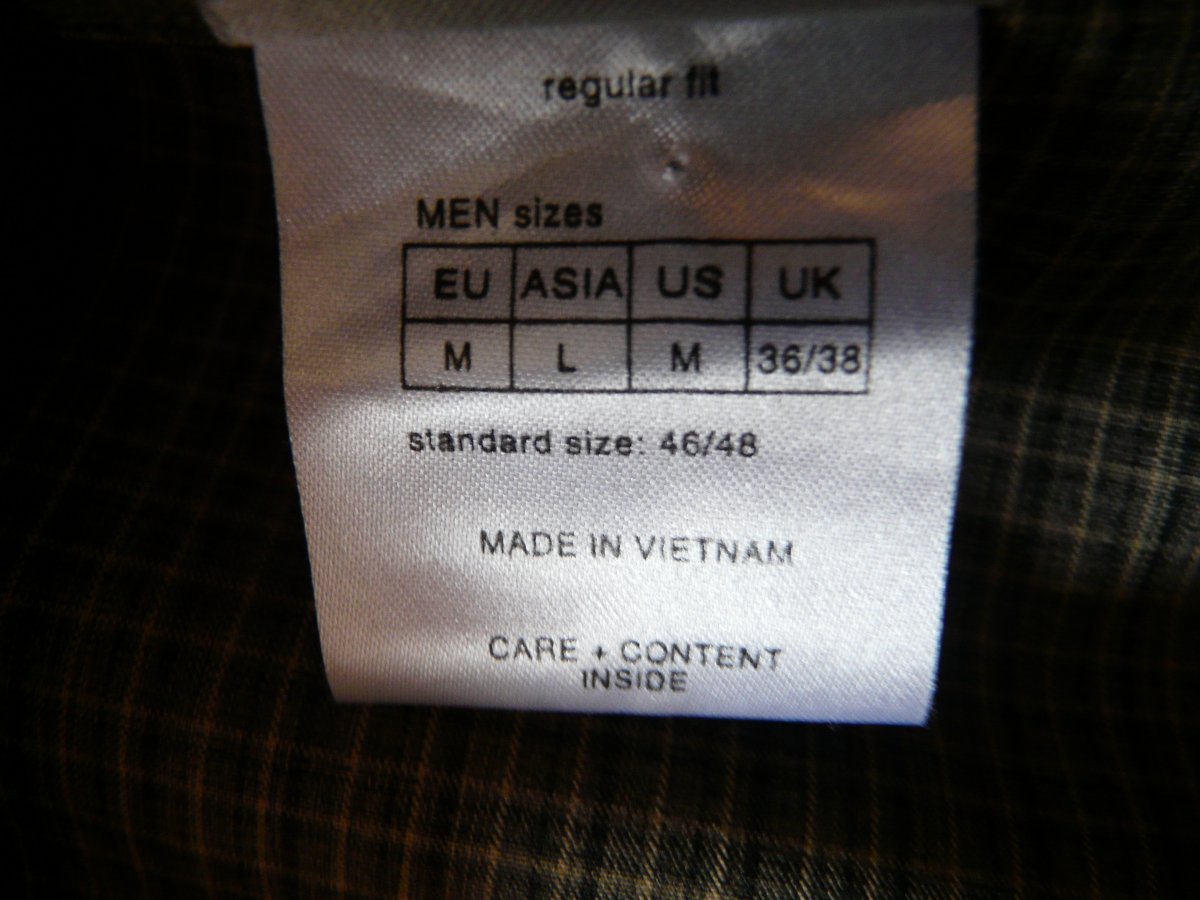 regular fit
MEN sizes
EU ASIA US UK
M L M 36/38
standard size: 46/48
MADE IN VIETNAM
CARE + CONTENT
INSIDE